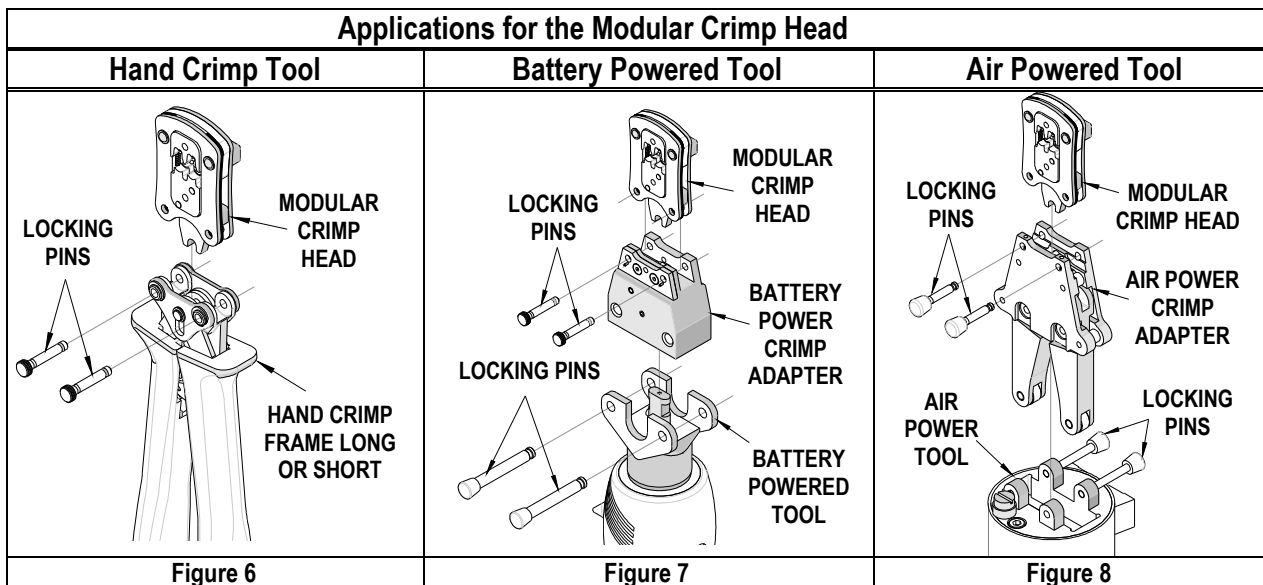 Applications for the Modular Crimp Head
Hand Crimp Tool
Battery Powered Tool
Air Powered Tool
LOCKING
PINS
MODULAR
CRIMP
HEAD
HAND CRIMP
FRAME LONG
OR SHORT
LOCKING
PINS
MODULAR
CRIMP
HEAD
BATTERY
POWER
CRIMP
ADAPTER
LOCKING PINS
BATTERY
POWERED
TOOL
LOCKING
PINS
MODULAR
CRIMP HEAD
AIR POWER
CRIMP
ADAPTER
AIR
POWER
TOOL
LOCKING
PINS
Figure 6
Figure 7
Figure 8